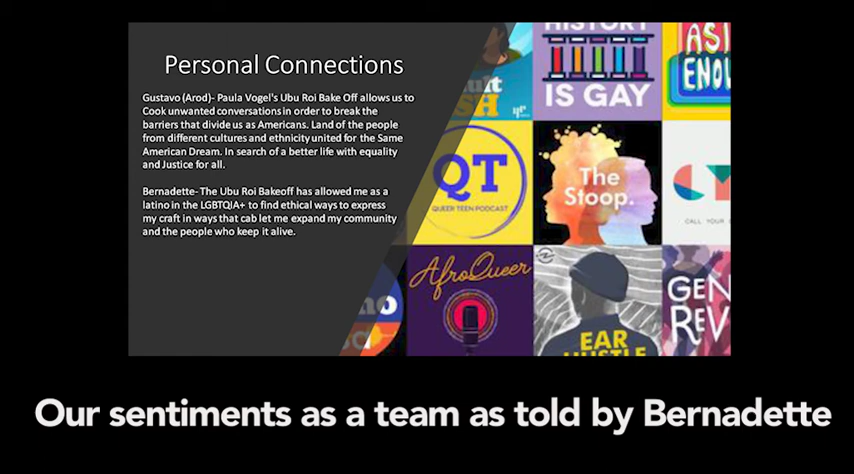 Personal Connections
Gustavo (Arod)- Paula Vogel's Ubu Roi Bake Off allows us to
Cook unwanted conversations in order to break the
barriers that divide us as Americans. Land of the people
from different cultures and ethnicity united for the Same
American Dream. In search of a better life with equality
and Justice for all.
Bernadette- The Ubu Roi Bakeoff has allowed me as a
latino in the LGBTQIA+ to find ethical ways to express
my craft in ways that cab let me expand my community
and the people who keep it alive.
HISTORY
IS GAY
QT
QUEER TEEN PODCAST
The
Stoop.
CALL YOUR
AfroQueer
EAR
HUSTLE
GEN
REV
Our sentiments as a team as told by Bernadette